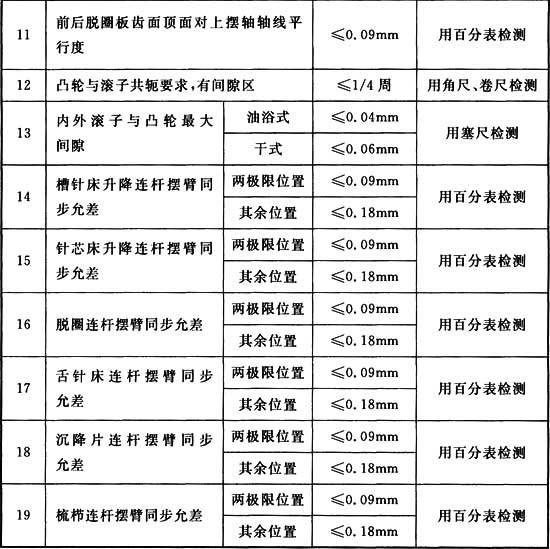 11 前后脱圈板齿面顶面对上摆轴轴线平行度 ≤0.09mm 用百分表检测
12 凸轮与滚子共轭要求,有间隙区 ≤1/4 周 用角尺、卷尺检测
13 内外滚子与凸轮最大间隙 油浴式 ≤0.04mm 用塞尺检测
干式 ≤0.06mm
14 槽针床升降连杆摆臂同步允差 两极限位置 ≤0.09mm 用百分表检测
其余位置 ≤0.18mm
15 针芯床升降连杆摆臂同步允差 两极限位置 ≤0.09mm 用百分表检测
其余位置 ≤0.18mm
16 脱圈连杆摆臂同步允差 两极限位置 ≤0.09mm 用百分表检测
其余位置 ≤0.18mm
17 舌针床连杆摆臂同步允差 两极限位置 ≤0.09mm 用百分表检测
其余位置 ≤0.18mm
18 沉降片连杆摆臂同步允差 两极限位置 ≤0.09mm 用百分表检测
其余位置 ≤0.18mm
19 梳栉连杆摆臂同步允差 两极限位置 ≤0.09mm 用百分表检测
其余位置 ≤0.18mm